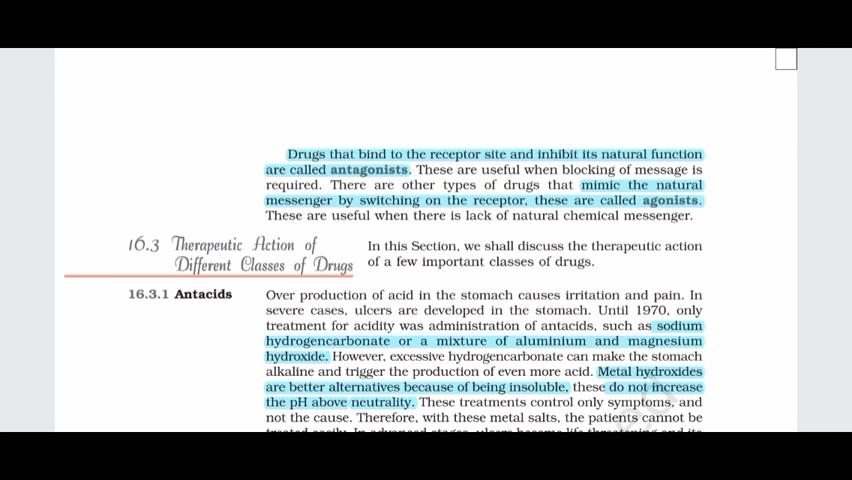 Drugs that bind to the receptor site and inhibit its natural function
are called antagonists. These are useful when blocking of message is
required. There are other types of drugs that mimic the natural
messenger by switching on the receptor, these are called agonists.
These are useful when there is lack of natural chemical messenger.
16.3 Therapeutic Action of
Different Classes of Drugs
In this Section, we shall discuss the therapeutic action
of a few important classes of drugs.
16.3.1 Antacids
Over production of acid in the stomach causes irritation and pain. In
severe cases, ulcers are developed in the stomach. Until 1970, only
treatment for acidity was administration of antacids, such as sodium
hydrogencarbonate or a mixture of aluminium and magnesium
hydroxide. However, excessive hydrogencarbonate can make the stomach
alkaline and trigger the production of even more acid. Metal hydroxides
are better alternatives because of being insoluble, these do not increase
the pH above neutrality. These treatments control only symptoms, and
not the cause. Therefore, with these metal salts, the patients cannot be